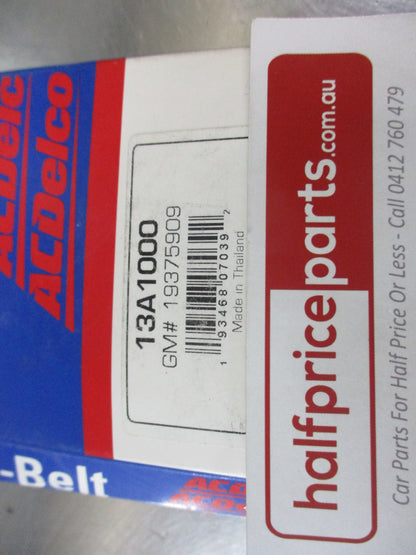 ACDelc
ACDelco
13A1000
GM# 19375909
1 93468 07039 2
Made in Thailand
-Belt
halfpriceparts.com.au
Car Parts For Half Price Or Less - Call 0412 760 479